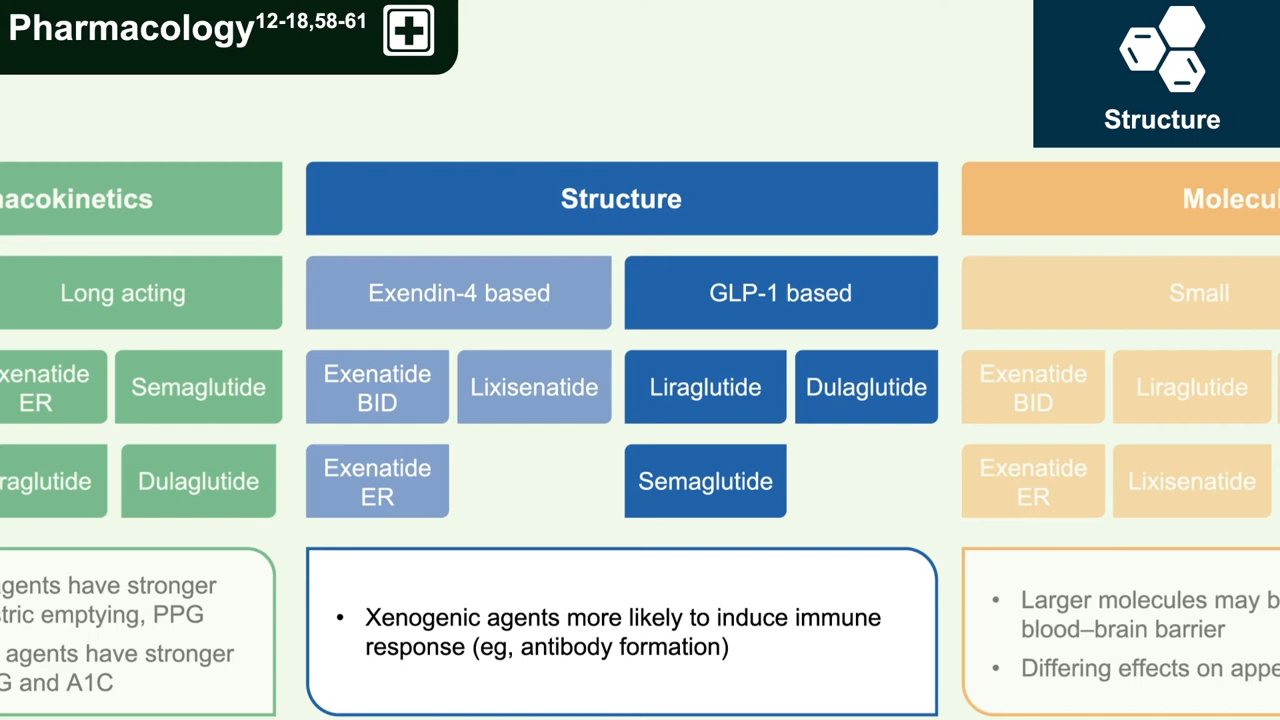 Pharmacology12-18,58-61
Structure
acokinetics
Long acting
xenatide
ER
Semaglutide
raglutide
Dulaglutide
gents have stronger
stric emptying, PPG
agents have stronger
G and A1C
Structure
Exendin-4 based
GLP-1 based
Exenatide
BID
Lixisenatide
Liraglutide
Dulaglutide
Exenatide
ER
Semaglutide
• Xenogenic agents more likely to induce immune
response (eg, antibody formation)
Molecul
Small
Exenatide
BID
Liraglutide
Exenatide
ER
Lixisenatide
• Larger molecules may b
blood–brain barrier
• Differing effects on appe